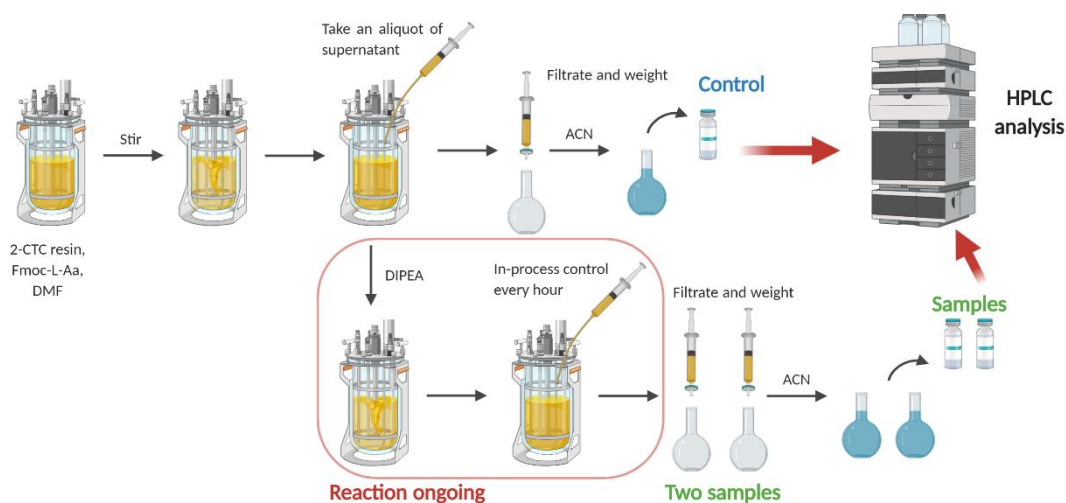 Take an aliquot of
supernatant
Filtrate and weight
Control
Stir
ACN
HPLC
analysis
2-CTC resin,
Fmoc-L-Aa,
DMF
DIPEA
In-process control
every hour
Filtrate and weight
Samples
ACN
Reaction ongoing
Two samples